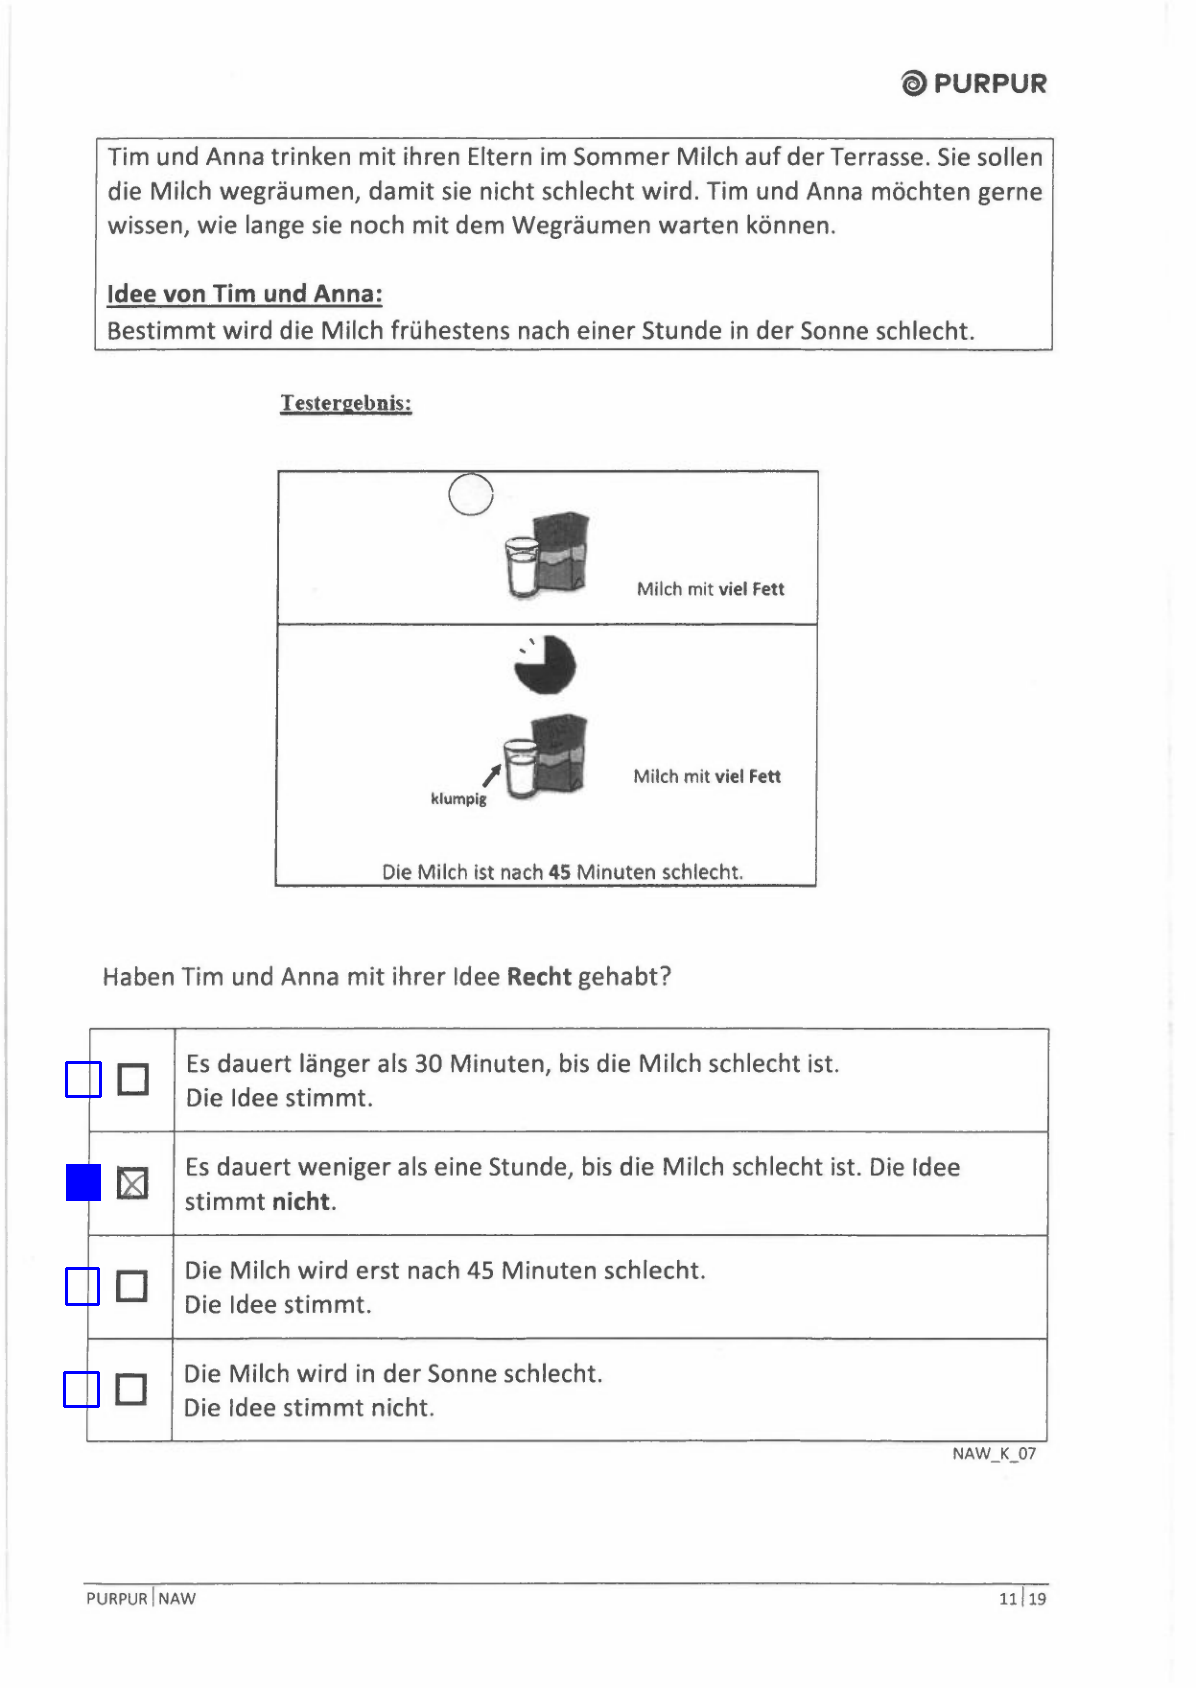 PURPUR
Tim und Anna trinken mit ihren Eltern im Sommer Milch auf der Terrasse. Sie sollen
die Milch wegräumen, damit sie nicht schlecht wird. Tim und Anna möchten gerne
wissen, wie lange sie noch mit dem Wegräumen warten können.
Idee von Tim und Anna:
Bestimmt wird die Milch frühestens nach einer Stunde in der Sonne schlecht.
Testergebnis:
Milch mit viel Fett
Milch mit viel Fett
klumpig
Die Milch ist nach 45 Minuten schlecht.
Haben Tim und Anna mit ihrer Idee Recht gehabt?
Es dauert länger als 30 Minuten, bis die Milch schlecht ist.
Die Idee stimmt.
Es dauert weniger als eine Stunde, bis die Milch schlecht ist. Die Idee
stimmt nicht.
Die Milch wird erst nach 45 Minuten schlecht.
Die Idee stimmt.
Die Milch wird in der Sonne schlecht.
Die Idee stimmt nicht.
NAW_K_07
PURPUR | NAW
11 | 19